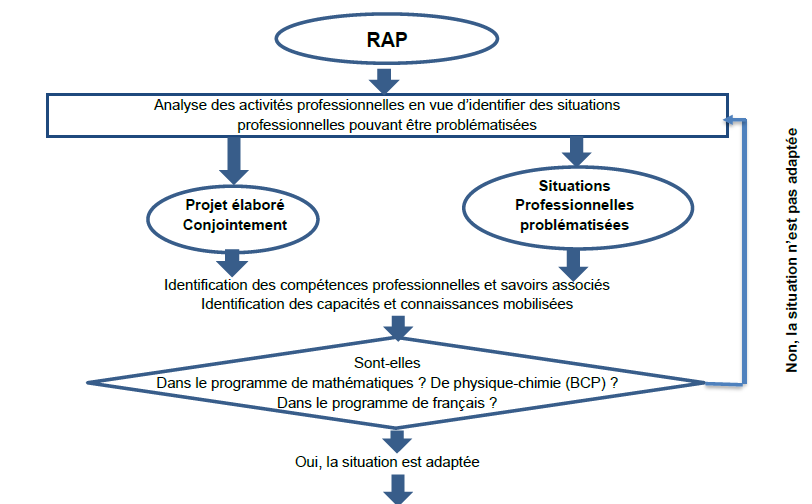 RAP
Analyse des activités professionnelles en vue d'identifier des situations
professionnelles pouvant être problématisées
Projet élaboré
Conjointement
Situations
Professionnelles
problématisées
Identification des compétences professionnelles et savoirs associés
Identification des capacités et connaissances mobilisées
Sont-elles
Dans le programme de mathématiques ? De physique-chimie (BCP) ?
Dans le programme de français ?
Oui, la situation est adaptée
Non, la situation n'est pas adaptée